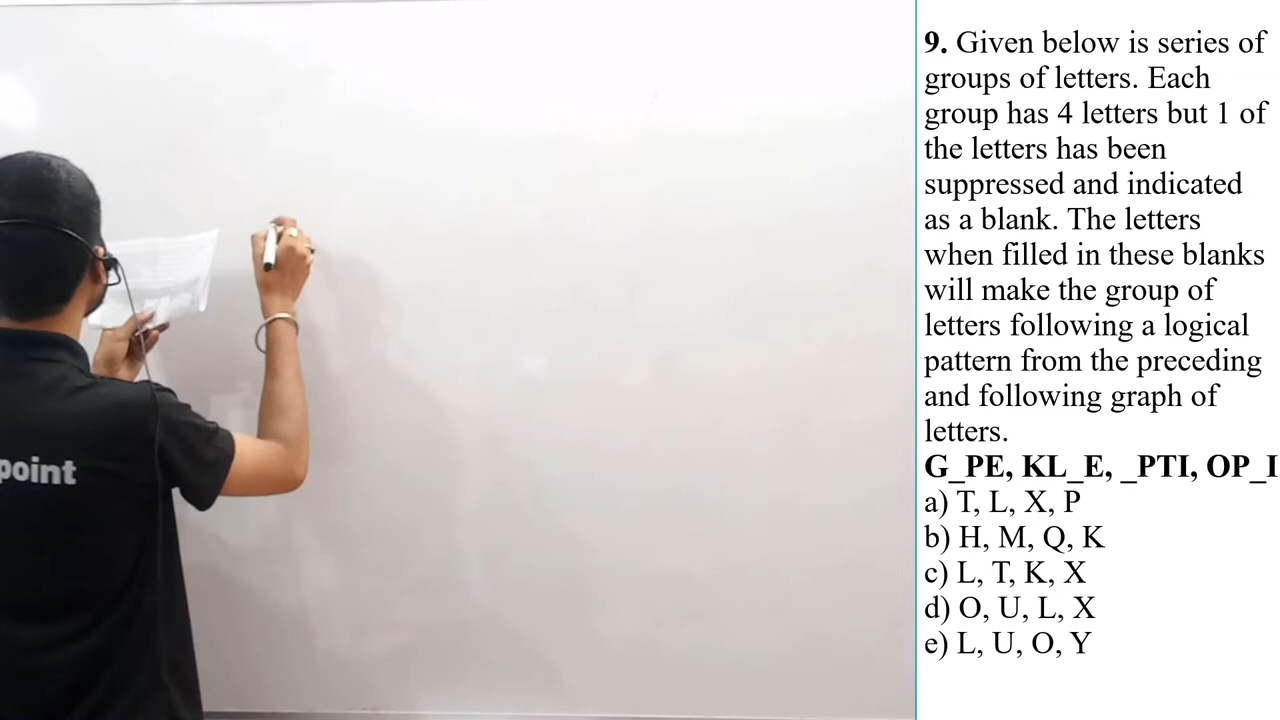 point
9. Given below is series of
groups of letters. Each
group has 4 letters but 1 of
the letters has been
suppressed and indicated
as a blank. The letters
when filled in these blanks
will make the group of
letters following a logical
pattern from the preceding
and following graph of
letters.
G_PE, KL_E, _PTI, OP_I
a) T, L, X, P
b) H, M, Q, K
c) L, T, K, X
d) O, U, L, X
e) L, U, O, Y